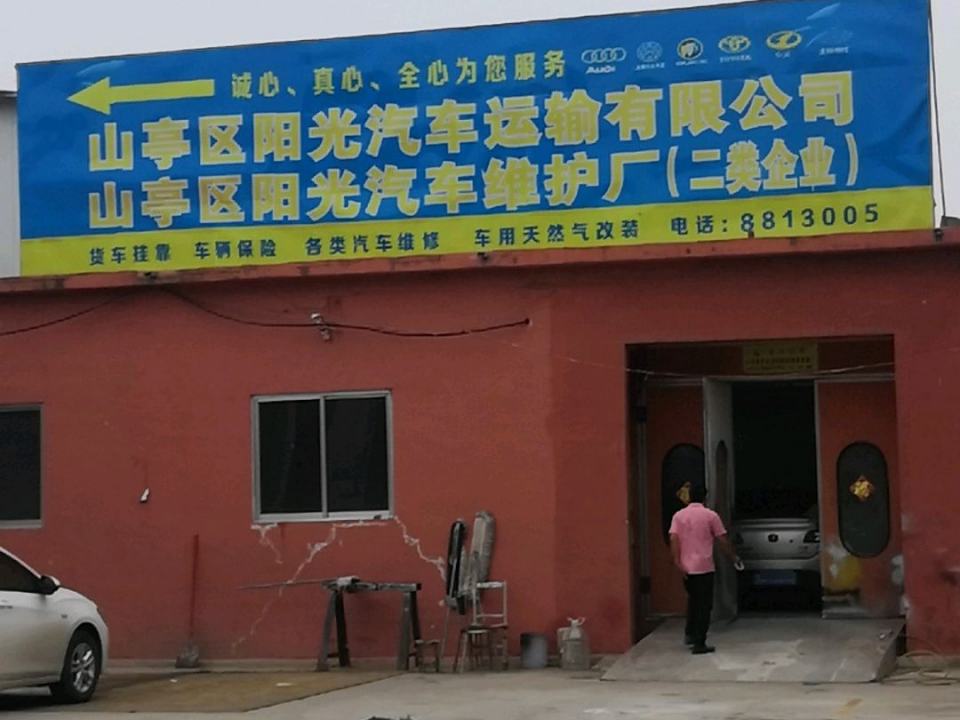 诚心、真心、全心为您服务
Audi
山亭区阳光汽车运输有限公司
山亭区阳光汽车维护厂(二类企业)
货车挂靠 车辆保险 各类汽车维修 车用天然气改装 电话:8813005